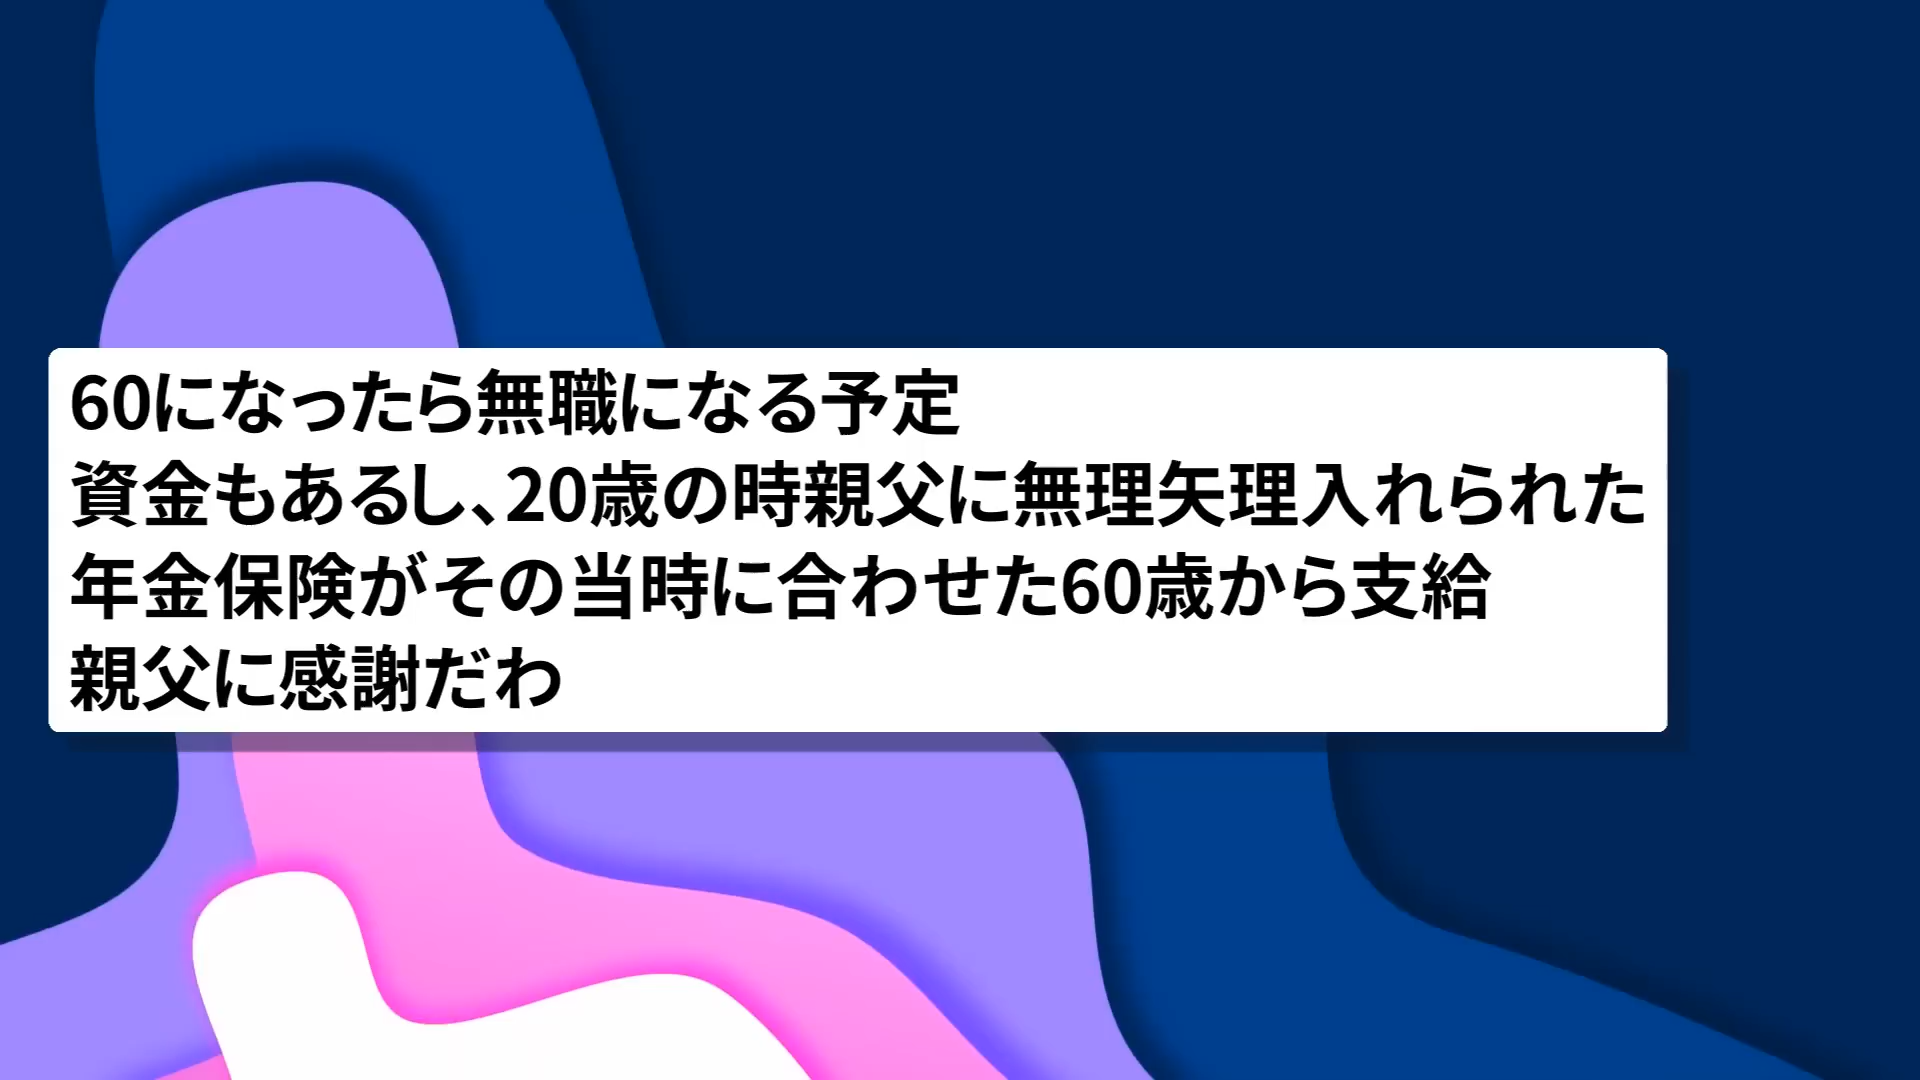 60になったら無職になる予定
資金もあるし、20歳の時親父に無理矢理入れられた
年金保険がその当時に合わせた60歳から支給
親父に感謝だわ